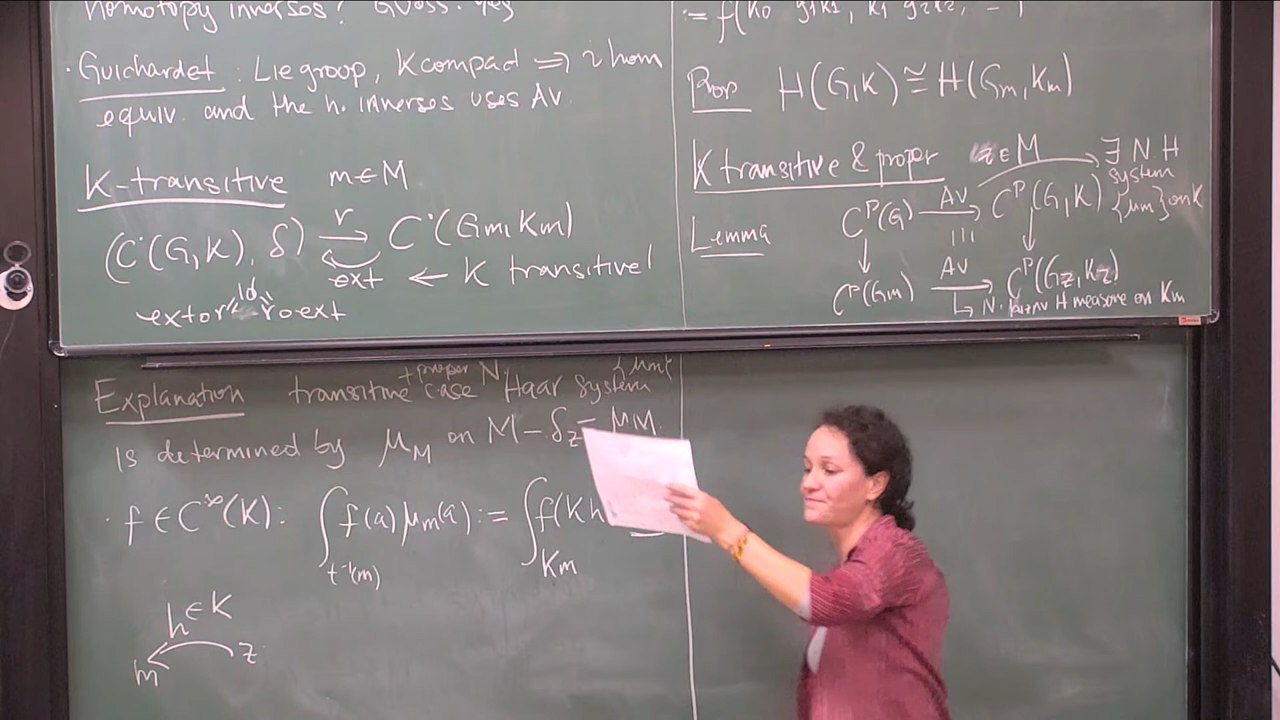 homotopy inverses? Guess: yes
· Guichardet : Lie group, K compact ⇒ i hom
equiv. and the h. inverses uses AV.
K-transitive m∈M
(C˙(G,K), δ) r⟶ C˙(Gm, Km)
ext ← K transitive!
ext∘r id r∘ext
:= f(k0 g1k1, k1 g2k2, – )
Prop H(G,K) ≅ H(Gm, Km)
K transitive & proper z∈M ∃ N.H
system
{μm} on K
Lemma Cᵖ(G) AV⟶ Cᵖ(G,K)
Cᵖ(Gm) AV⟶ Cᵖ(Gz,Kz)
↳ N. H measure on Km
Explanation transitive + proper case N. Haar system {μm}
is determined by μM on M – δz – μM.
· f ∈ C^∞(K): ∫ f(a) μm(a) := ∫ f(kh
t⁻¹(m) Km
h∈K
m z